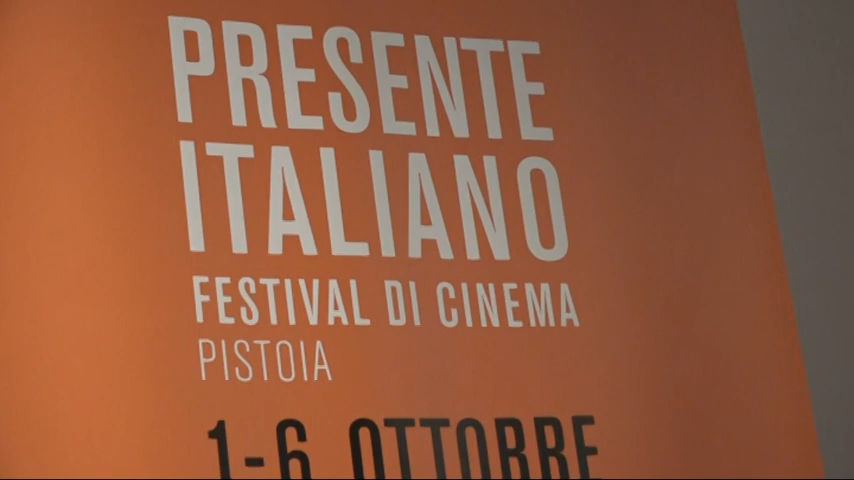 PRESENTE
ITALIANO
FESTIVAL DI CINEMA
PISTOIA
1-6 OTTOBRE